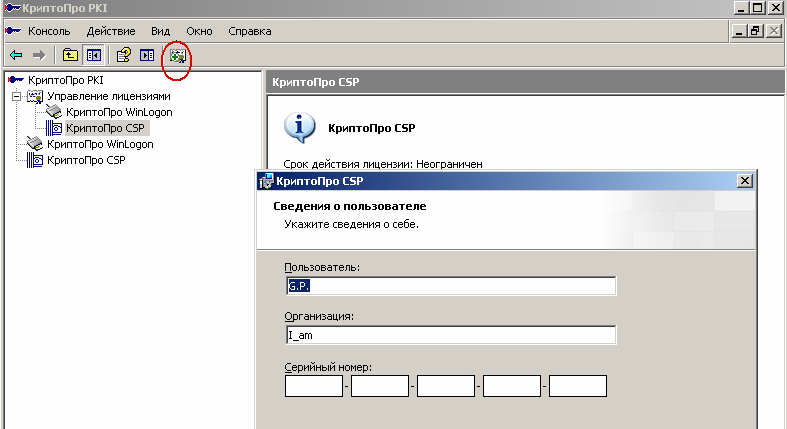 КриптоПро PKI
Консоль Действие Вид Окно Справка
КриптоПро PKI
Управление лицензиями
КриптоПро WinLogon
КриптоПро CSP
КриптоПро WinLogon
КриптоПро CSP
КриптоПро CSP
КриптоПро CSP
Срок действия лицензии: Неограничен
КриптоПро CSP
Сведения о пользователе
Укажите сведения о себе.
Пользователь:
G.P.
Организация:
I_am
Серийный номер:
- - - -